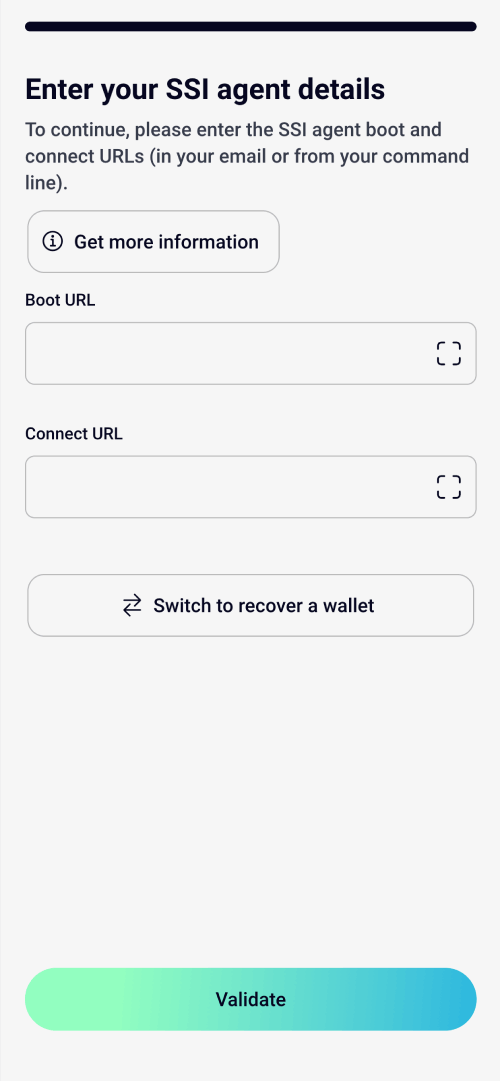 Enter your SSI agent details
To continue, please enter the SSI agent boot and
connect URLs (in your email or from your command
line).
Get more information
Boot URL
Connect URL
Switch to recover a wallet
Validate